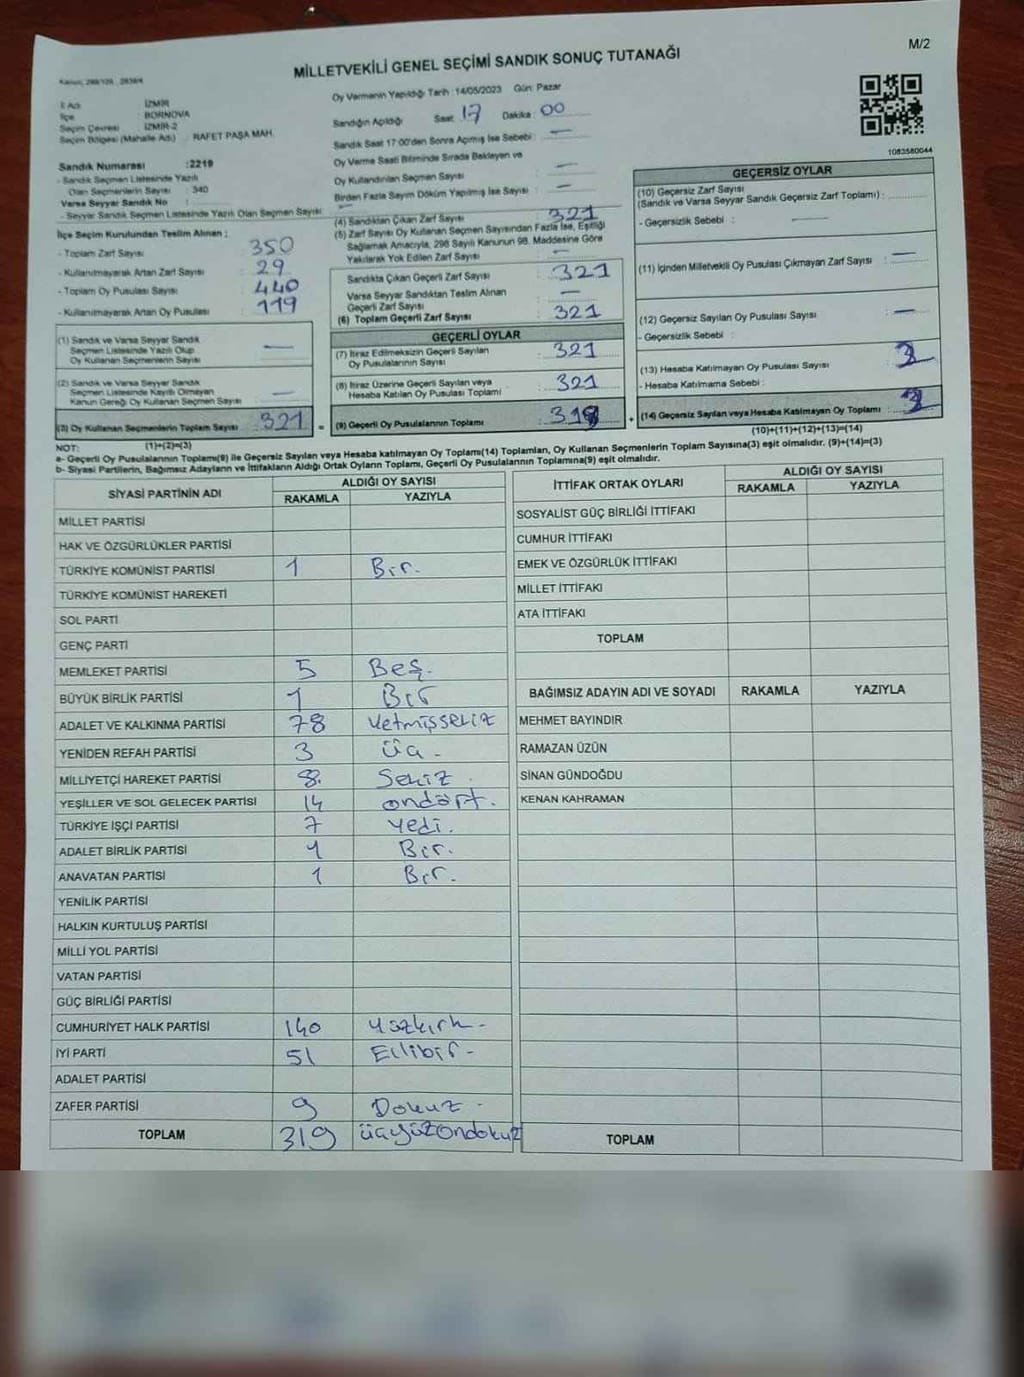 M/2
MİLLETVEKİLİ GENEL SEÇİMİ SANDIK SONUÇ TUTANAĞI
İl Adı : İZMİR
İlçe : BORNOVA
Seçim Çevresi : İZMİR-2
Seçim Bölgesi (Mahalle Adı) : RAFET PAŞA MAH.
Oy Vermenin Yapıldığı Tarih : 14/05/2023 Gün: Pazar
Sandığın Açıldığı Saat: 17 Dakika: 00
Sandık Saat 17.00'den Sonra Açılmış İse Sebebi : —
Oy Verme Saati Bitiminde Sırada Bekleyen ve
Oy Kullandırılan Seçmen Sayısı : —
Birden Fazla Sayım Döküm Yapılmış İse Sayısı : —
1083580044
Sandık Numarası : 2219
- Sandık Seçmen Listesinde Yazılı
Olan Seçmenlerin Sayısı : 340
Varsa Seyyar Sandık No :
- Seyyar Sandık Seçmen Listesinde Yazılı Olan Seçmen Sayısı :
İlçe Seçim Kurulundan Teslim Alınan ;
- Toplam Zarf Sayısı : 350
- Kullanılmayarak Artan Zarf Sayısı : 29
- Toplam Oy Pusulası Sayısı : 440
- Kullanılmayarak Artan Oy Pusulası : 119
(1) Sandık ve Varsa Seyyar Sandık
Seçmen Listesinde Yazılı Olup
Oy Kullanan Seçmenlerin Sayısı : —
(2) Sandık ve Varsa Seyyar Sandık
Seçmen Listesinde Kaydı Olmayan
Kanun Gereği Oy Kullanan Seçmen Sayısı : —
(3) Oy Kullanan Seçmenlerin Toplam Sayısı : 321
(1)+(2)=(3)
(4) Sandıktan Çıkan Zarf Sayısı : 321
(5) Zarf Sayısı Oy Kullanan Seçmen Sayısından Fazla İse, Eşitliği
Sağlamak Amacıyla, 298 Sayılı Kanunun 98. Maddesine Göre
Yakılarak Yok Edilen Zarf Sayısı : —
Sandıkta Çıkan Geçerli Zarf Sayısı : 321
Varsa Seyyar Sandıktan Teslim Alınan
Geçerli Zarf Sayısı : —
(6) Toplam Geçerli Zarf Sayısı : 321
GEÇERLİ OYLAR
(7) İtiraz Edilmeksizin Geçerli Sayılan
Oy Pusulalarının Sayısı : 321
(8) İtiraz Üzerine Geçerli Sayılan veya
Hesaba Katılan Oy Pusulası Toplamı : 321
(9) Geçerli Oy Pusulalarının Toplamı :
GEÇERSİZ OYLAR
(10) Geçersiz Zarf Sayısı
(Sandık ve Varsa Seyyar Sandık Geçersiz Zarf Toplamı) :
- Geçersizlik Sebebi : —
(11) İçinden Milletvekili Oy Pusulası Çıkmayan Zarf Sayısı : —
(12) Geçersiz Sayılan Oy Pusulası Sayısı : —
- Geçersizlik Sebebi :
(13) Hesaba Katılmayan Oy Pusulası Sayısı :
- Hesaba Katılmama Sebebi :
(14) Geçersiz Sayılan veya Hesaba Katılmayan Oy Toplamı :
(10)+(11)+(12)+(13)=(14)
NOT:
a- Geçerli Oy Pusulalarının Toplamı(9) ile Geçersiz Sayılan veya Hesaba katılmayan Oy Toplamı(14) Toplamları, Oy Kullanan Seçmenlerin Toplam Sayısına(3) eşit olmalıdır. (9)+(14)=(3)
b- Siyasi Partilerin, Bağımsız Adayların ve İttifakların Aldığı Ortak Oyların Toplamı, Geçerli Oy Pusulalarının Toplamına(9) eşit olmalıdır.
SİYASİ PARTİNİN ADI ALDIĞI OY SAYISI
RAKAMLA YAZIYLA
MİLLET PARTİSİ
HAK VE ÖZGÜRLÜKLER PARTİSİ
TÜRKİYE KOMÜNİST PARTİSİ 1 Bir.
TÜRKİYE KOMÜNİST HAREKETİ
SOL PARTİ
GENÇ PARTİ
MEMLEKET PARTİSİ 5 Beş.
BÜYÜK BİRLİK PARTİSİ 1 Bir
ADALET VE KALKINMA PARTİSİ 78 Yetmişsekiz
YENİDEN REFAH PARTİSİ 3 Üç -
MİLLİYETÇİ HAREKET PARTİSİ 8. Sekiz.
YEŞİLLER VE SOL GELECEK PARTİSİ 14 ondört.
TÜRKİYE İŞÇİ PARTİSİ 7 yedi.
ADALET BİRLİK PARTİSİ 1 Bir.
ANAVATAN PARTİSİ 1 Bir.
YENİLİK PARTİSİ
HALKIN KURTULUŞ PARTİSİ
MİLLİ YOL PARTİSİ
VATAN PARTİSİ
GÜÇ BİRLİĞİ PARTİSİ
CUMHURİYET HALK PARTİSİ 140 yüzkırk -
İYİ PARTİ 51 Ellibir -
ADALET PARTİSİ
ZAFER PARTİSİ 9 Dokuz -
TOPLAM 319 üçyüzondokuz
İTTİFAK ORTAK OYLARI ALDIĞI OY SAYISI
RAKAMLA YAZIYLA
SOSYALİST GÜÇ BİRLİĞİ İTTİFAKI
CUMHUR İTTİFAKI
EMEK VE ÖZGÜRLÜK İTTİFAKI
MİLLET İTTİFAKI
ATA İTTİFAKI
TOPLAM
BAĞIMSIZ ADAYIN ADI VE SOYADI RAKAMLA YAZIYLA
MEHMET BAYINDIR
RAMAZAN ÜZÜN
SİNAN GÜNDOĞDU
KENAN KAHRAMAN
TOPLAM